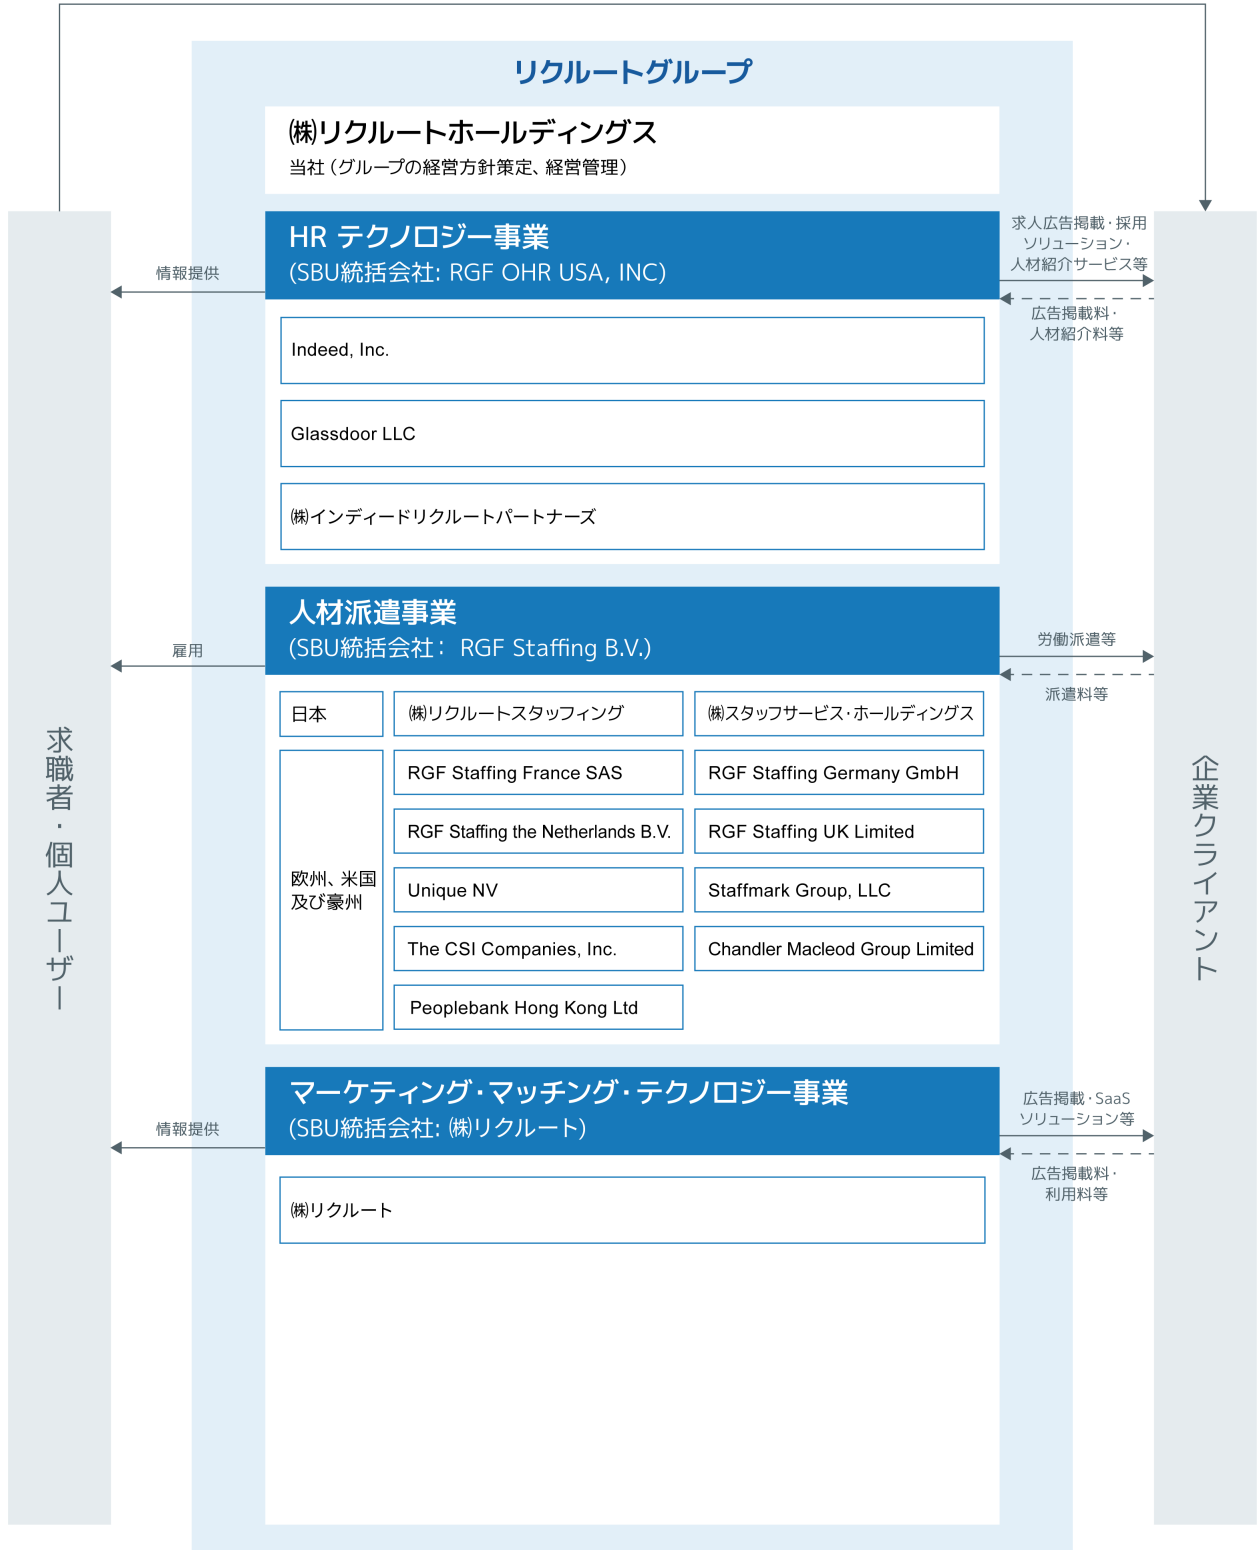 リクルートグループ
㈱リクルートホールディングス
当社（グループの経営方針策定、経営管理）
HR テクノロジー事業
(SBU統括会社: RGF OHR USA, INC)
情報提供
求人広告掲載・採用
ソリューション・
人材紹介サービス等
広告掲載料・
人材紹介料等
Indeed, Inc.
Glassdoor LLC
㈱インディードリクルートパートナーズ
人材派遣事業
(SBU統括会社： RGF Staffing B.V.)
雇用
労働派遣等
派遣料等
日本
㈱リクルートスタッフィング
㈱スタッフサービス・ホールディングス
欧州、米国
及び豪州
RGF Staffing France SAS
RGF Staffing Germany GmbH
RGF Staffing the Netherlands B.V.
RGF Staffing UK Limited
Unique NV
Staffmark Group, LLC
The CSI Companies, Inc.
Chandler Macleod Group Limited
Peoplebank Hong Kong Ltd
求職者・個人ユーザー
企業クライアント
マーケティング・マッチング・テクノロジー事業
(SBU統括会社: ㈱リクルート)
情報提供
広告掲載・SaaS
ソリューション等
広告掲載料・
利用料等
㈱リクルート